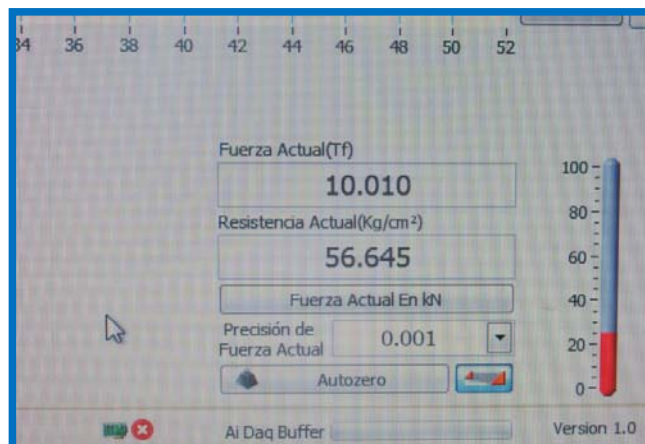 34 36 38 40 42 44 46 48 50 52
Fuerza Actual(Tf)
10.010
Resistencia Actual(Kg/cm²)
56.645
Fuerza Actual En kN
Precisión de
Fuerza Actual
0.001
Autozero
Ai Daq Buffer
100
80
60
40
20
0
Version 1.0